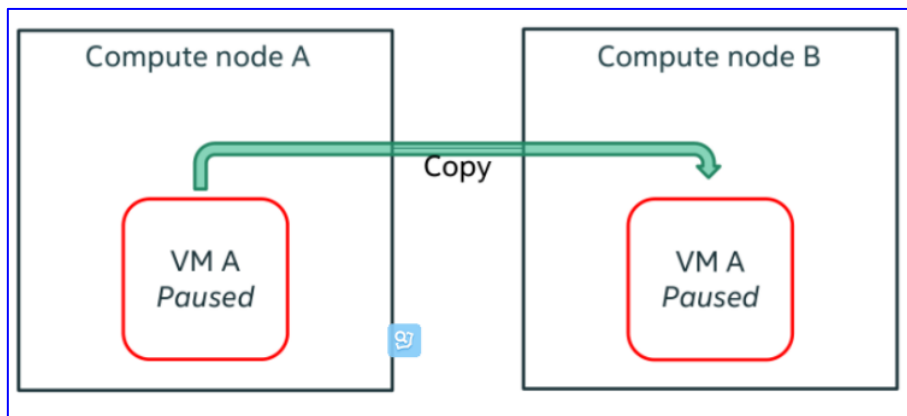 Compute node A
Compute node B
Copy
VM A
Paused
VM A
Paused